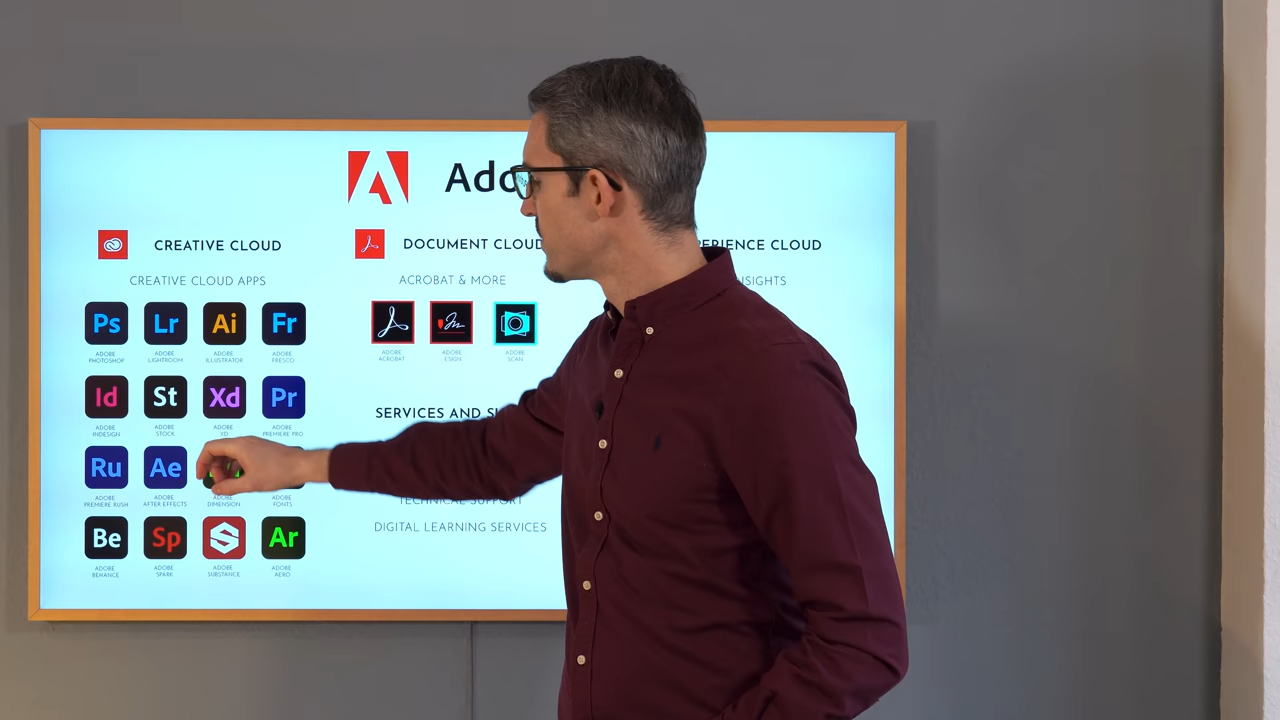 Ado
CREATIVE CLOUD
DOCUMENT CLOUD
PERIENCE CLOUD
CREATIVE CLOUD APPS
ACROBAT & MORE
NSIGHTS
Ps
Lr
Ai
Fr
ADOBE
PHOTOSHOP
ADOBE
LIGHTROOM
ADOBE
ILLUSTRATOR
ADOBE
FRESCO
ADOBE
ACROBAT
ADOBE
ESIGN
ADOBE
SCAN
Id
St
Xd
Pr
ADOBE
INDESIGN
ADOBE
STOCK
ADOBE
XD
ADOBE
PREMIERE PRO
SERVICES AND SU
Ru
Ae
ADOBE
PREMIERE RUSH
ADOBE
AFTER EFFECTS
ADOBE
DIMENSION
ADOBE
FONTS
TECHNICAL SUPPORT
DIGITAL LEARNING SERVICES
Be
Sp
S
Ar
ADOBE
BEHANCE
ADOBE
SPARK
ADOBE
SUBSTANCE
ADOBE
AERO